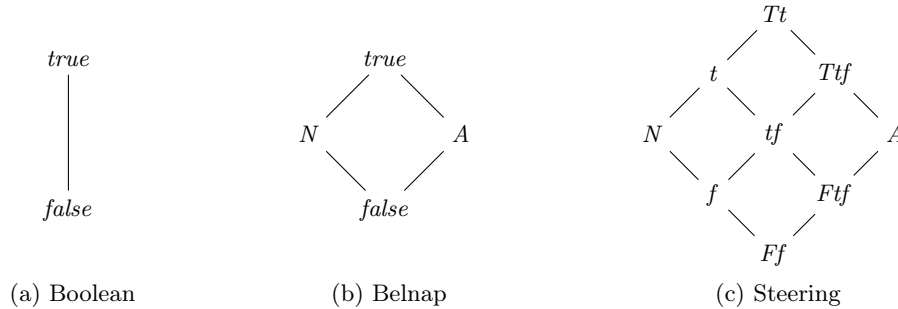 Tt
true
true
t
Ttf
N
A
N
tf
A
f
Ftf
false
false
Ff
(a) Boolean
(b) Belnap
(c) Steering